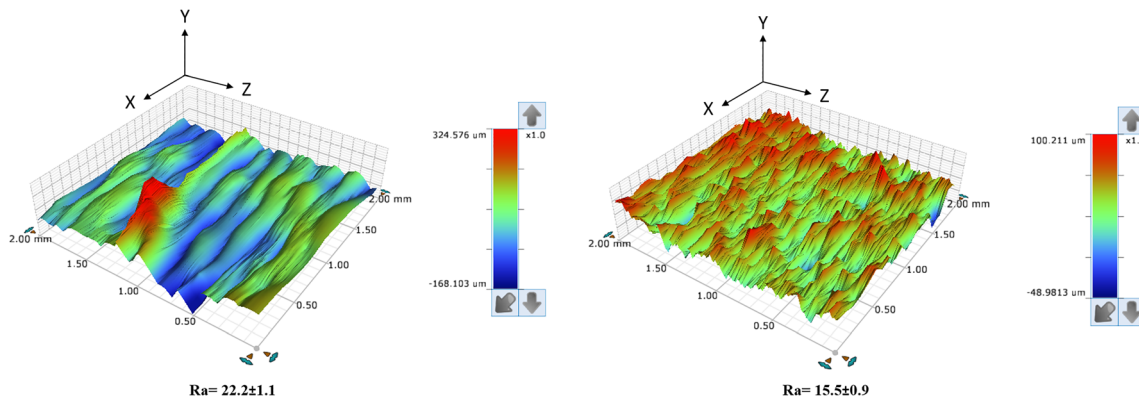 Y
X
Z
324.576 um
x1.0
-168.103 um
2.00 mm
1.50
1.00
0.50
2.00 mm
1.50
1.00
0.50
Ra= 22.2±1.1
Y
X
Z
100.211 um
x1.
-48.9813 um
2.00 mm
1.50
1.00
0.50
2.00 mm
1.50
1.00
0.50
Ra= 15.5±0.9